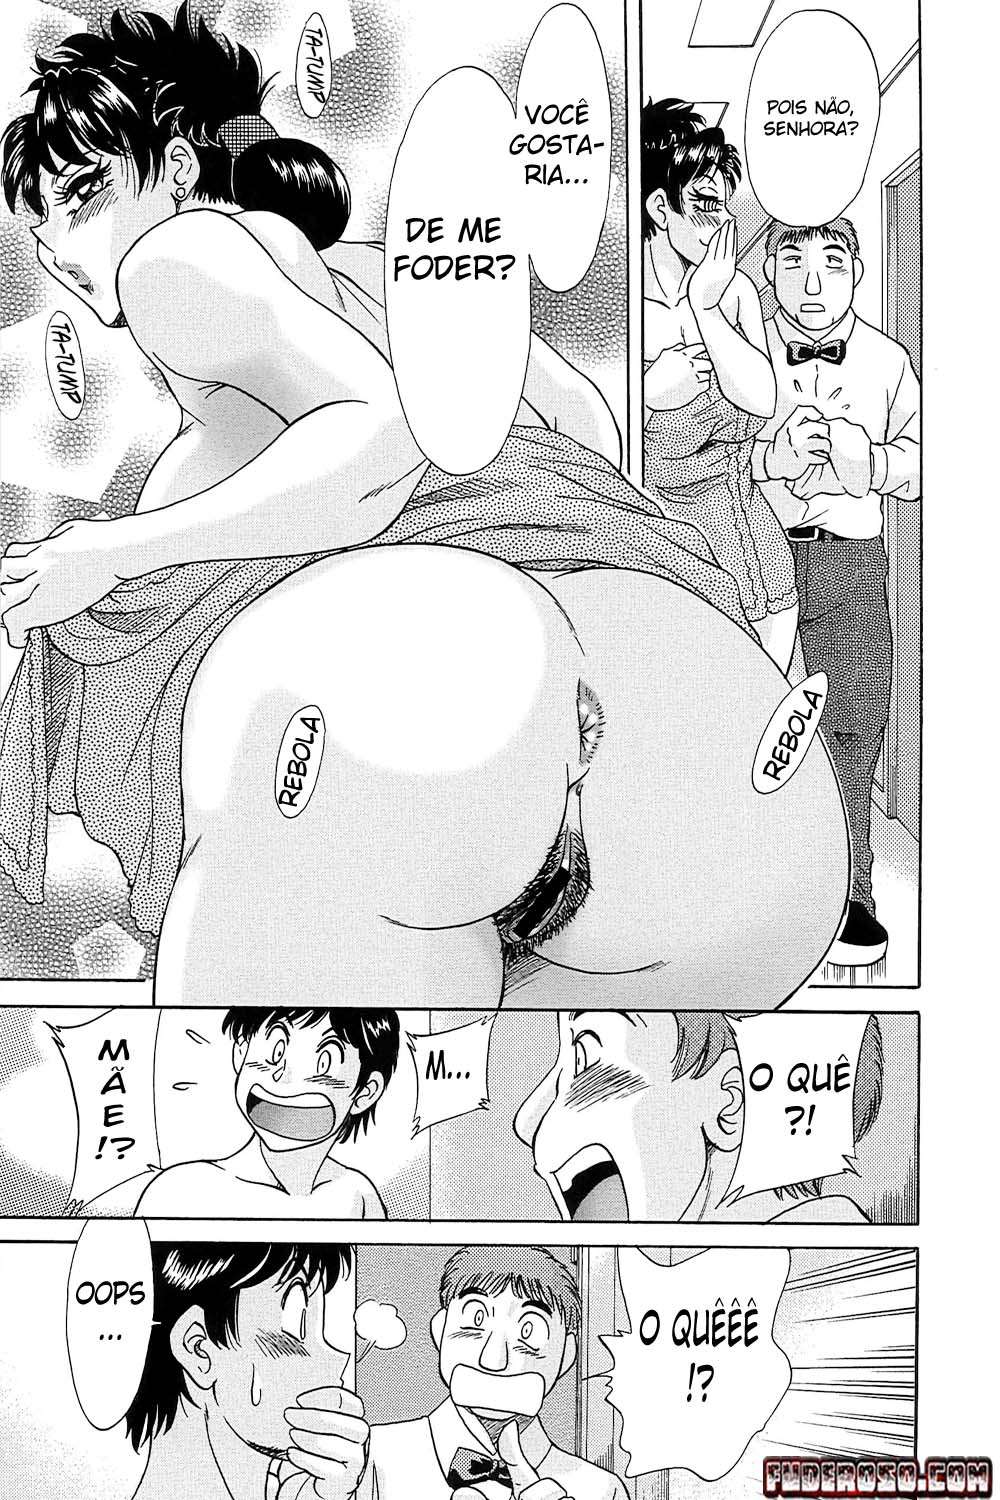 POIS NÃO,
SENHORA?
VOCÊ
GOSTA-
RIA...
DE ME
FODER?
TA-TUMP
TA-TUMP
REBOLA
REBOLA
O QUÊ
?!
M...
MÃE!?
O QUÊÊÊ
!?
OOPS
...
FUDEROSO.COM